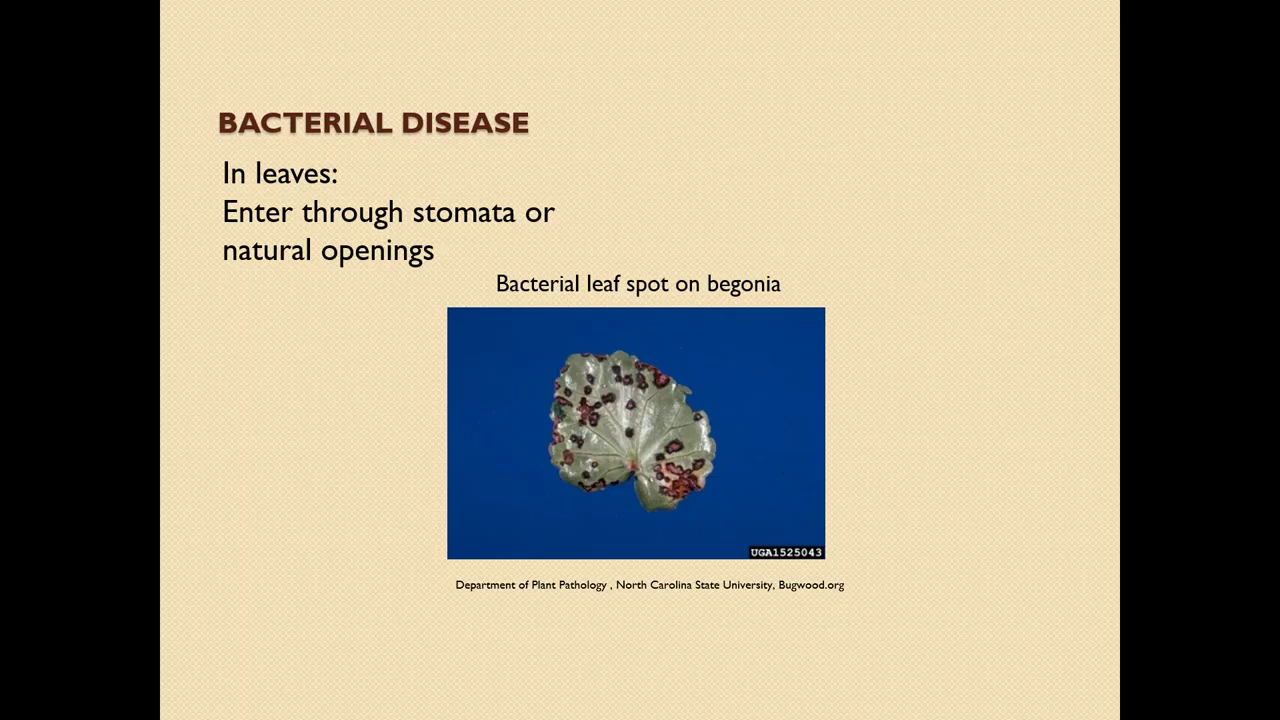 BACTERIAL DISEASE
In leaves:
Enter through stomata or
natural openings
Bacterial leaf spot on begonia
UGA1525043
Department of Plant Pathology , North Carolina State University, Bugwood.org